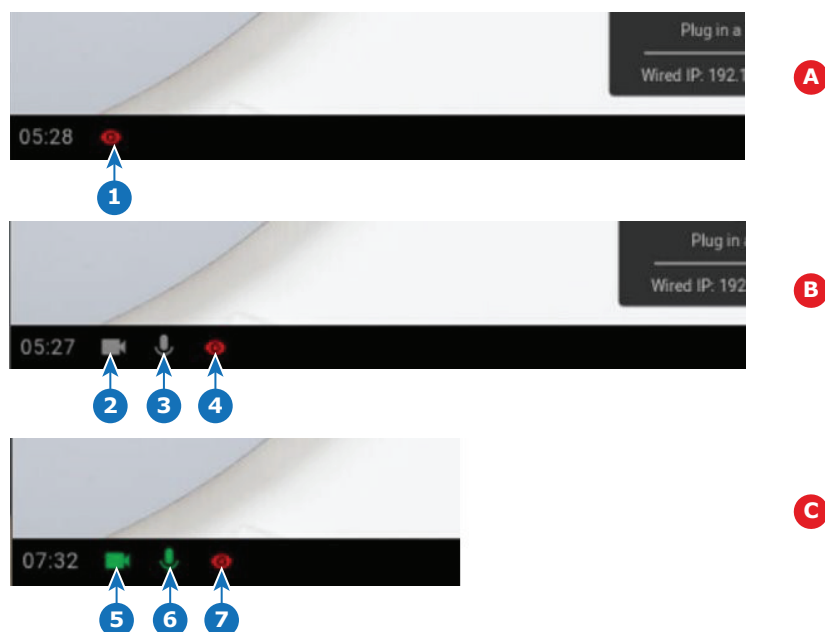 Plug in a
Wired IP: 192.1
A
05:28
1
Plug in
Wired IP: 192
B
05:27
2 3 4
C
07:32
5 6 7